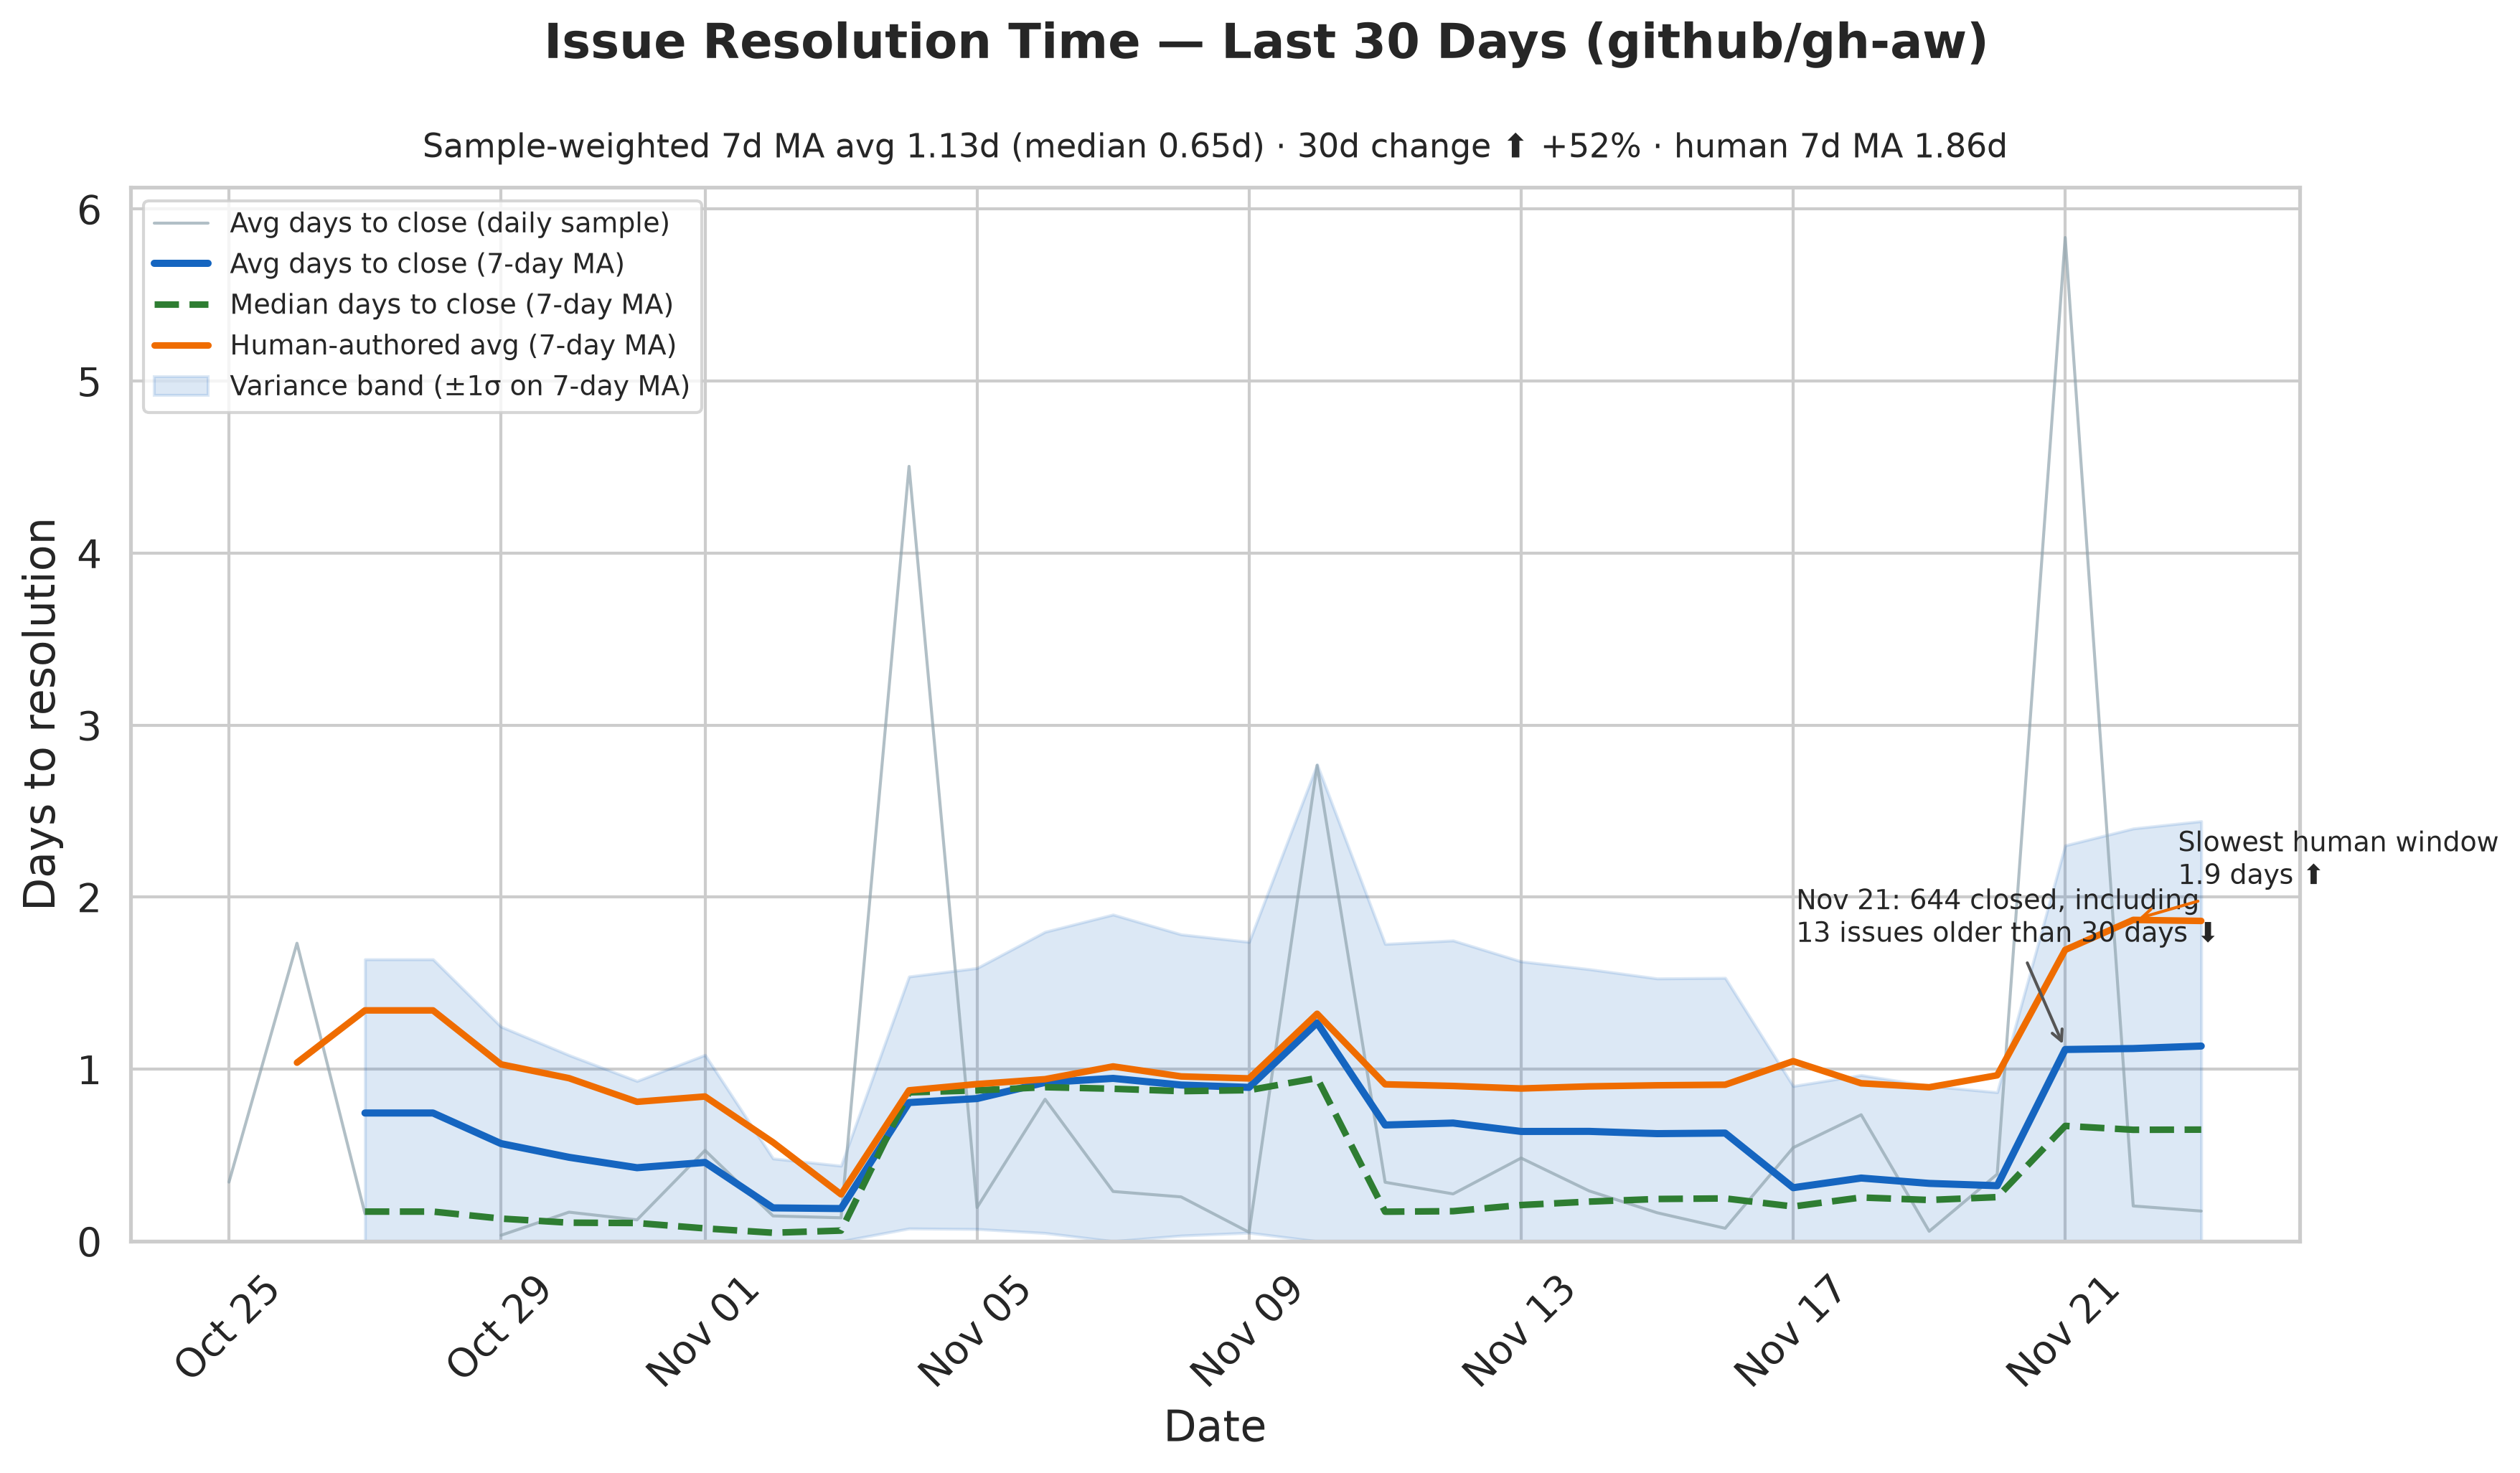 Issue Resolution Time — Last 30 Days (github/gh-aw)
Sample-weighted 7d MA avg 1.13d (median 0.65d) · 30d change ⬆ +52% · human 7d MA 1.86d
Days to resolution
6
5
4
3
2
1
0
Avg days to close (daily sample)
Avg days to close (7-day MA)
Median days to close (7-day MA)
Human-authored avg (7-day MA)
Variance band (±1σ on 7-day MA)
Slowest human window
1.9 days ⬆
Nov 21: 644 closed, including
13 issues older than 30 days ⬇
Oct 25
Oct 29
Nov 01
Nov 05
Nov 09
Nov 13
Nov 17
Nov 21
Date